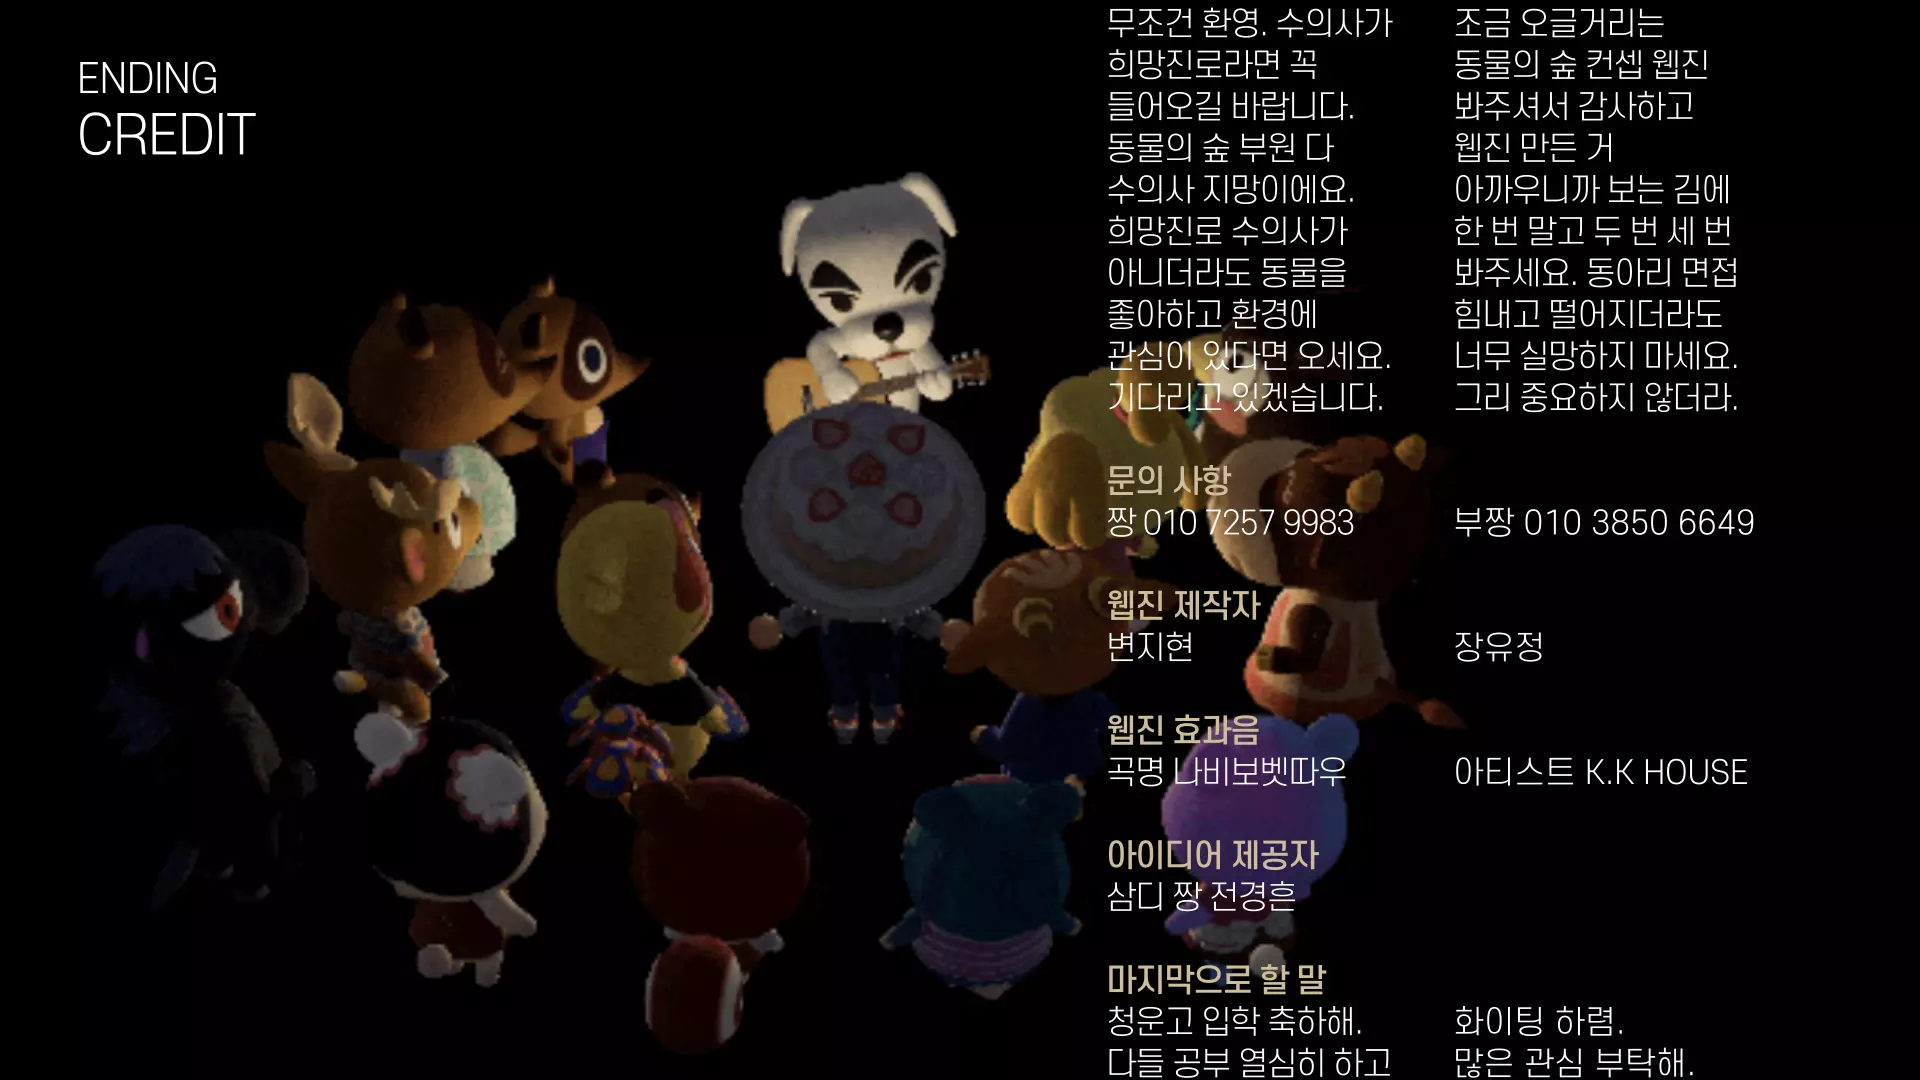 ENDING
CREDIT
무조건 환영. 수의사가
희망진로라면 꼭
들어오길 바랍니다.
동물의 숲 부원 다
수의사 지망이에요.
희망진로 수의사가
아니더라도 동물을
좋아하고 환경에
관심이 있다면 오세요.
기다리고 있겠습니다.
조금 오글거리는
동물의 숲 컨셉 웹진
봐주셔서 감사하고
웹진 만든 거
아까우니까 보는 김에
한 번 말고 두 번 세 번
봐주세요. 동아리 면접
힘내고 떨어지더라도
너무 실망하지 마세요.
그리 중요하지 않더라.
문의 사항
짱 010 7257 9983
부짱 010 3850 6649
웹진 제작자
변지현
장유정
웹진 효과음
곡명 나비보벳따우
아티스트 K.K HOUSE
아이디어 제공자
삼디 짱 전경흔
마지막으로 할 말
청운고 입학 축하해.
다들 공부 열심히 하고
화이팅 하렴.
많은 관심 부탁해.